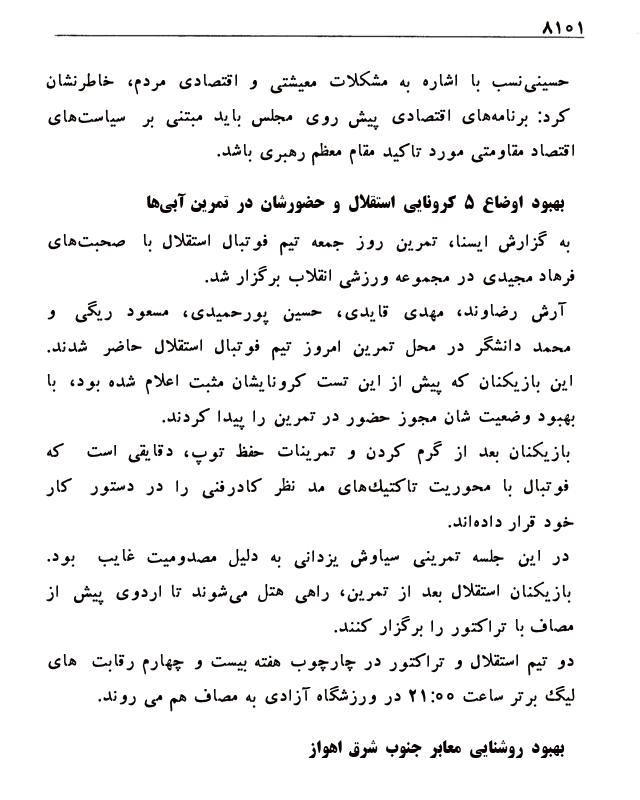 ۸۱۰۱
حسینی‌نسب با اشاره به مشکلات معیشتی و اقتصادی مردم، خاطرنشان
کرد: برنامه‌های اقتصادی پیش روی مجلس باید مبتنی بر سیاست‌های
اقتصاد مقاومتی مورد تاکید مقام معظم رهبری باشد.
بهبود اوضاع ۵ کرونایی استقلال و حضورشان در تمرین آبی‌ها
به گزارش ایسنا، تمرین روز جمعه تیم فوتبال استقلال با صحبت‌های
فرهاد مجیدی در مجموعه ورزشی انقلاب برگزار شد.
آرش رضاوند، مهدی قایدی، حسین پورحمیدی، مسعود ریگی و
محمد دانشگر در محل تمرین امروز تیم فوتبال استقلال حاضر شدند.
این بازیکنان که پیش از این تست کرونایشان مثبت اعلام شده بود، با
بهبود وضعیت شان مجوز حضور در تمرین را پیدا کردند.
بازیکنان بعد از گرم کردن و تمرینات حفظ توپ، دقایقی است که
فوتبال با محوریت تاکتیک‌های مد نظر کادرفنی را در دستور کار
خود قرار داده‌اند.
در این جلسه تمرینی سیاوش یزدانی به دلیل مصدومیت غایب بود.
بازیکنان استقلال بعد از تمرین، راهی هتل می‌شوند تا اردوی پیش از
مصاف با تراکتور را برگزار کنند.
دو تیم استقلال و تراکتور در چارچوب هفته بیست و چهارم رقابت های
لیگ برتر ساعت ۲۱:۰۰ در ورزشگاه آزادی به مصاف هم می روند.
بهبود روشنایی معابر جنوب شرق اهواز